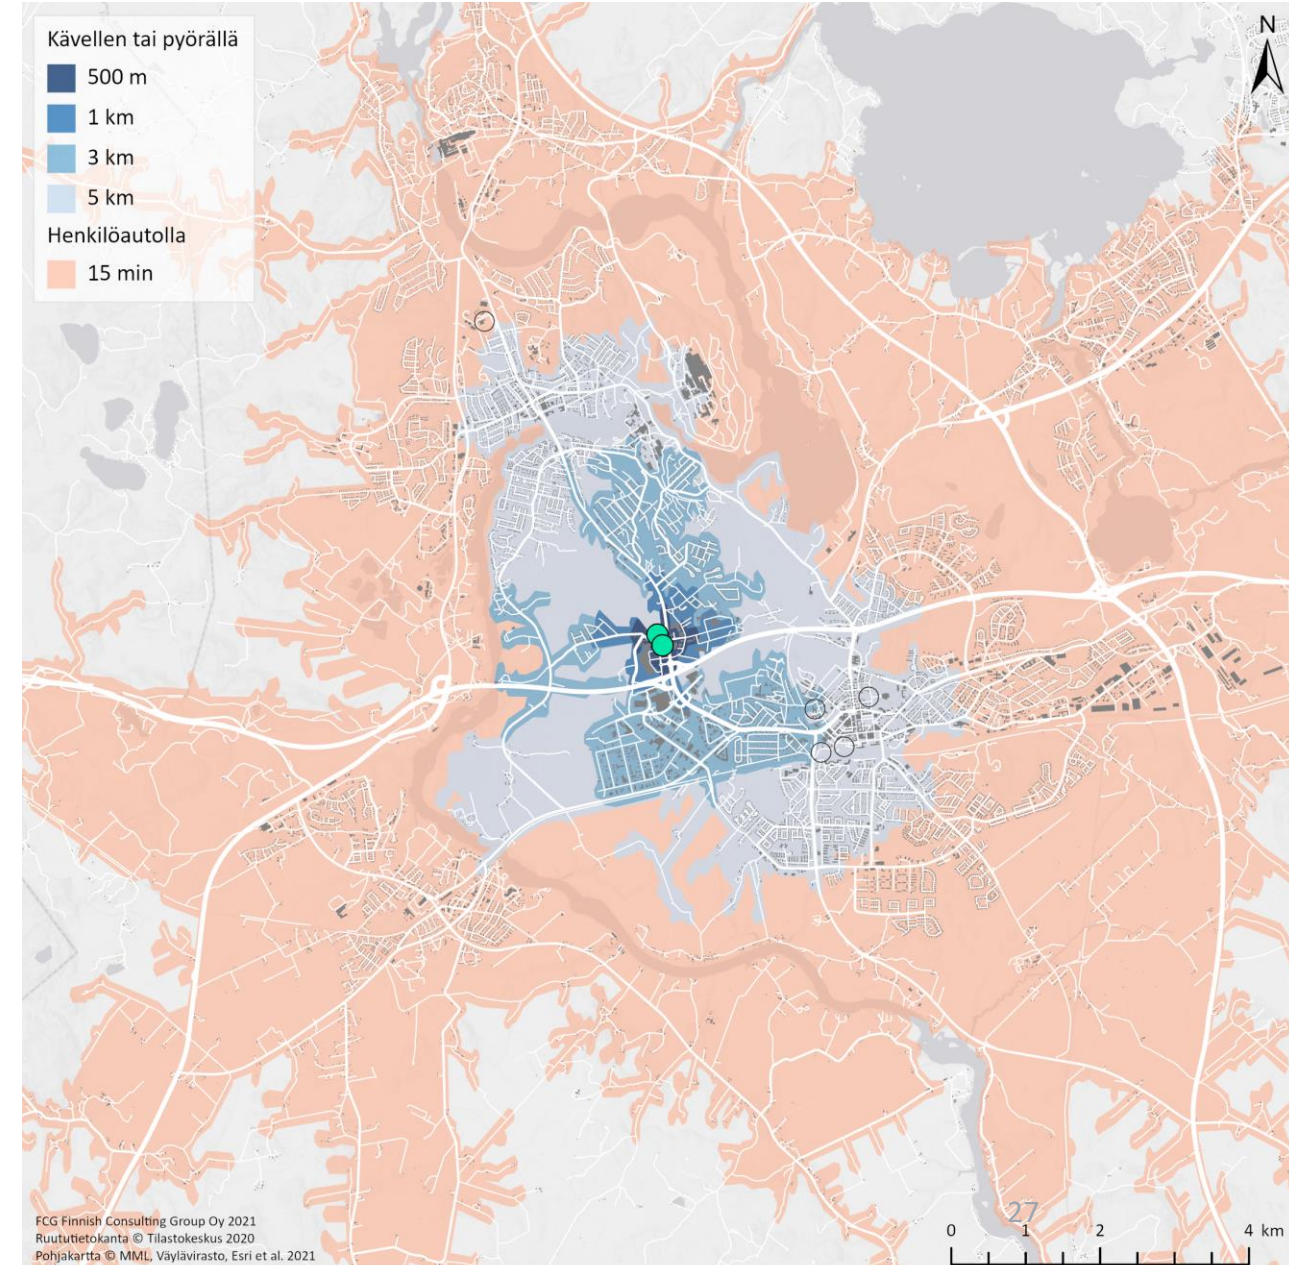 Kävellen tai pyörällä
500 m
1 km
3 km
5 km
Henkilöautolla
15 min
N
FCG Finnish Consulting Group Oy 2021
Ruututietokanta © Tilastokeskus 2020
Pohjakartta © MML, Väylävirasto, Esri et al. 2021
27
0 1 2 4 km